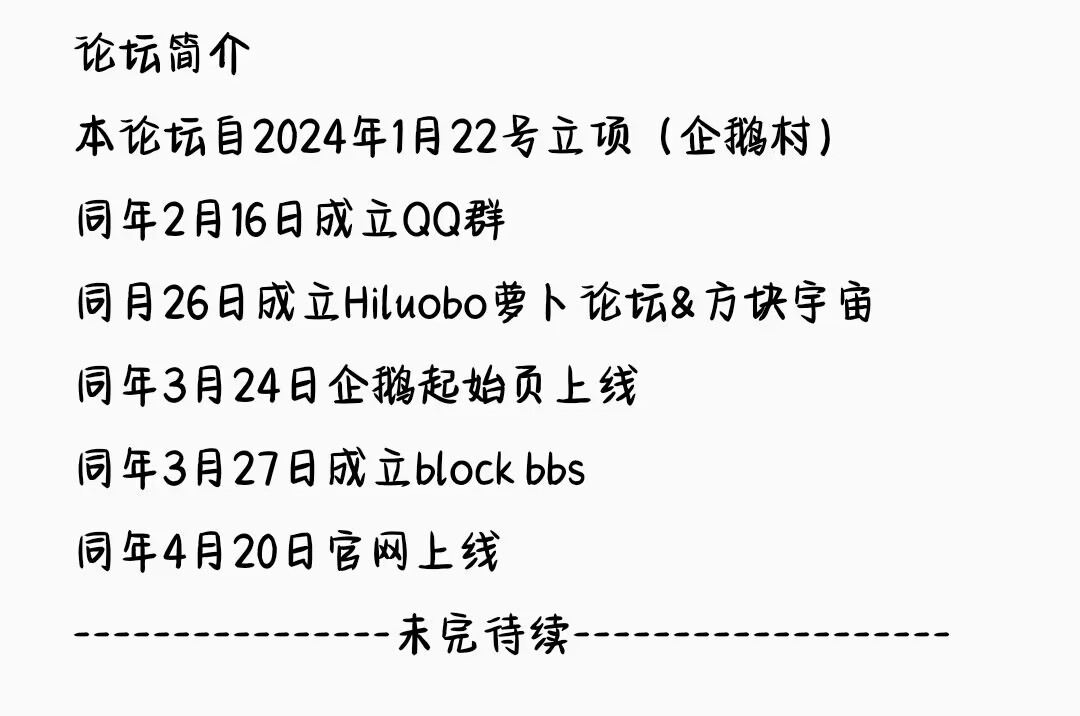 论坛简介
本论坛自2024年1月22号立项（企鹅村）
同年2月16日成立QQ群
同月26日成立Hiluobo萝卜论坛&方块宇宙
同年3月24日企鹅起始页上线
同年3月27日成立block bbs
同年4月20日官网上线
----------------未完待续-------------------